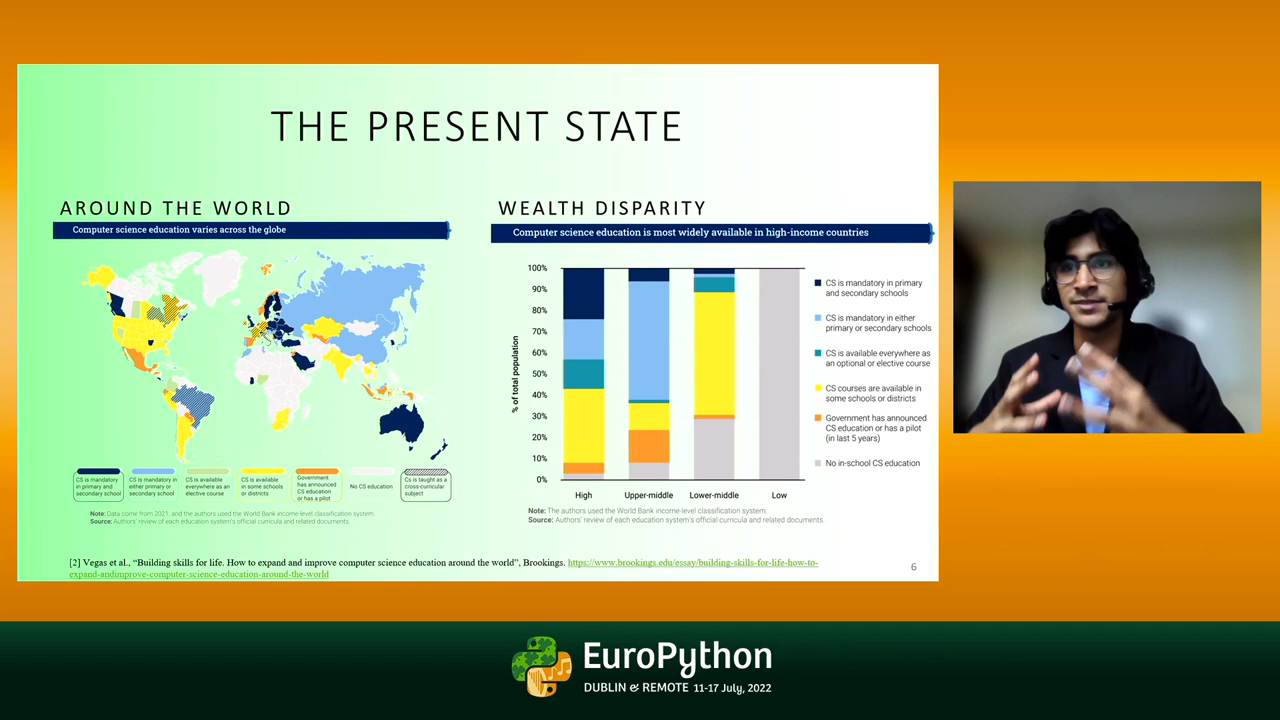 THE PRESENT STATE
AROUND THE WORLD
Computer science education varies across the globe
CS is mandatory
in primary and
secondary school
CS is mandatory in
either primary or
secondary school
CS is available
everywhere as an
elective course
CS is available
in some schools
or districts
Government
has announced
CS education
or has a pilot
No CS education
Cs is taught as a
cross-curricular
subject
Note: Data come from 2021, and the authors used the World Bank income-level classification system.
Source: Authors' review of each education system's official curricula and related documents.
WEALTH DISPARITY
Computer science education is most widely available in high-income countries
% of total population
100%
90%
80%
70%
60%
50%
40%
30%
20%
10%
0%
High
Upper-middle
Lower-middle
Low
CS is mandatory in primary
and secondary schools
CS is mandatory in either
primary or secondary schools
CS is available everywhere as
an optional or elective course
CS courses are available in
some schools or districts
Government has announced
CS education or has a pilot
(in last 5 years)
No in-school CS education
Note: The authors used the World Bank income-level classification system.
Source: Authors' review of each education system's official curricula and related documents.
[2] Vegas et al., “Building skills for life. How to expand and improve computer science education around the world”, Brookings. https://www.brookings.edu/essay/building-skills-for-life-how-to-
expand-andimprove-computer-science-education-around-the-world
6
EuroPython
DUBLIN & REMOTE 11-17 July, 2022